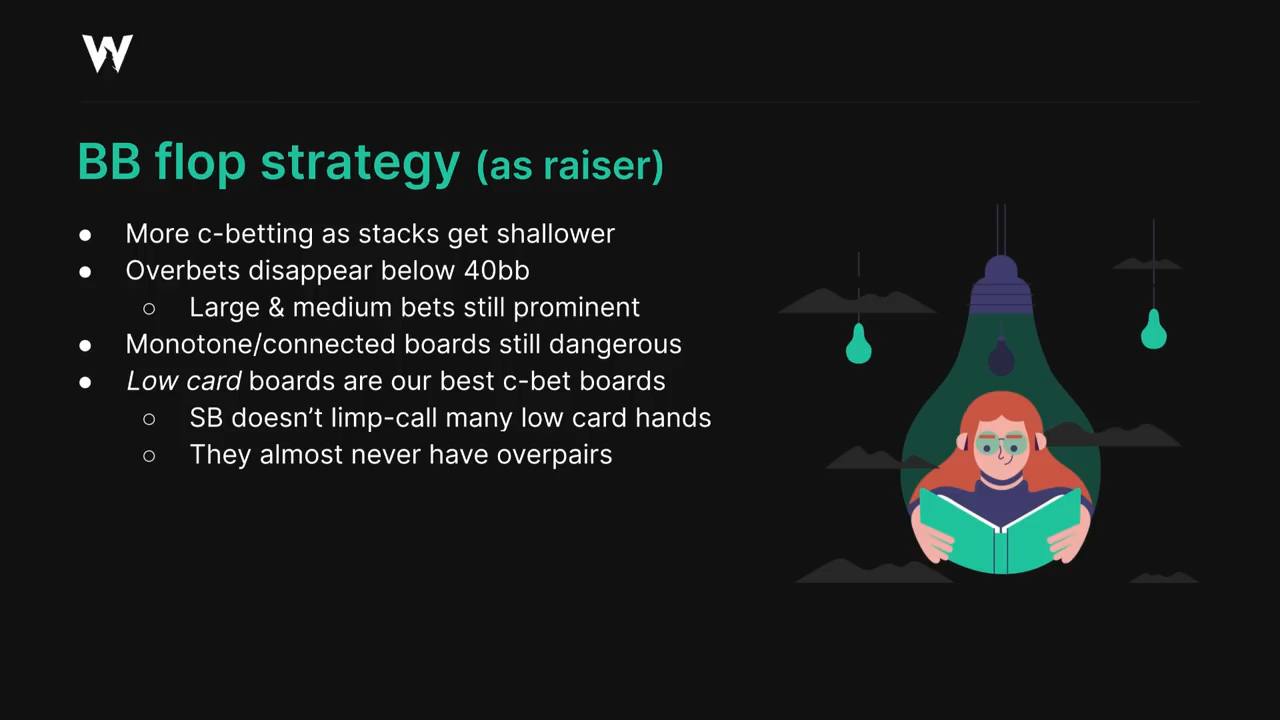 W
BB flop strategy (as raiser)
● More c-betting as stacks get shallower
● Overbets disappear below 40bb
○ Large & medium bets still prominent
● Monotone/connected boards still dangerous
● Low card boards are our best c-bet boards
○ SB doesn’t limp-call many low card hands
○ They almost never have overpairs